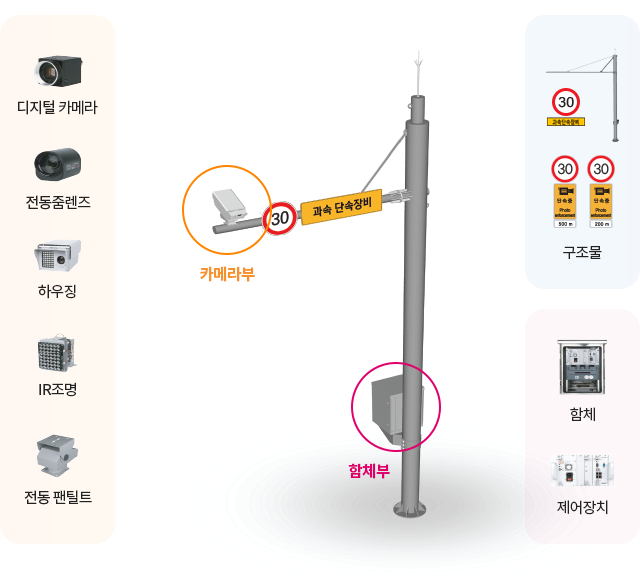 디지털 카메라
전동줌렌즈
하우징
IR조명
전동 팬틸트
30
과속 단속장비
카메라부
함체부
30
과속단속장비
30
30
단속중
단속중
Photo
enforcement
Photo
enforcement
500 m
200 m
구조물
함체
제어장치